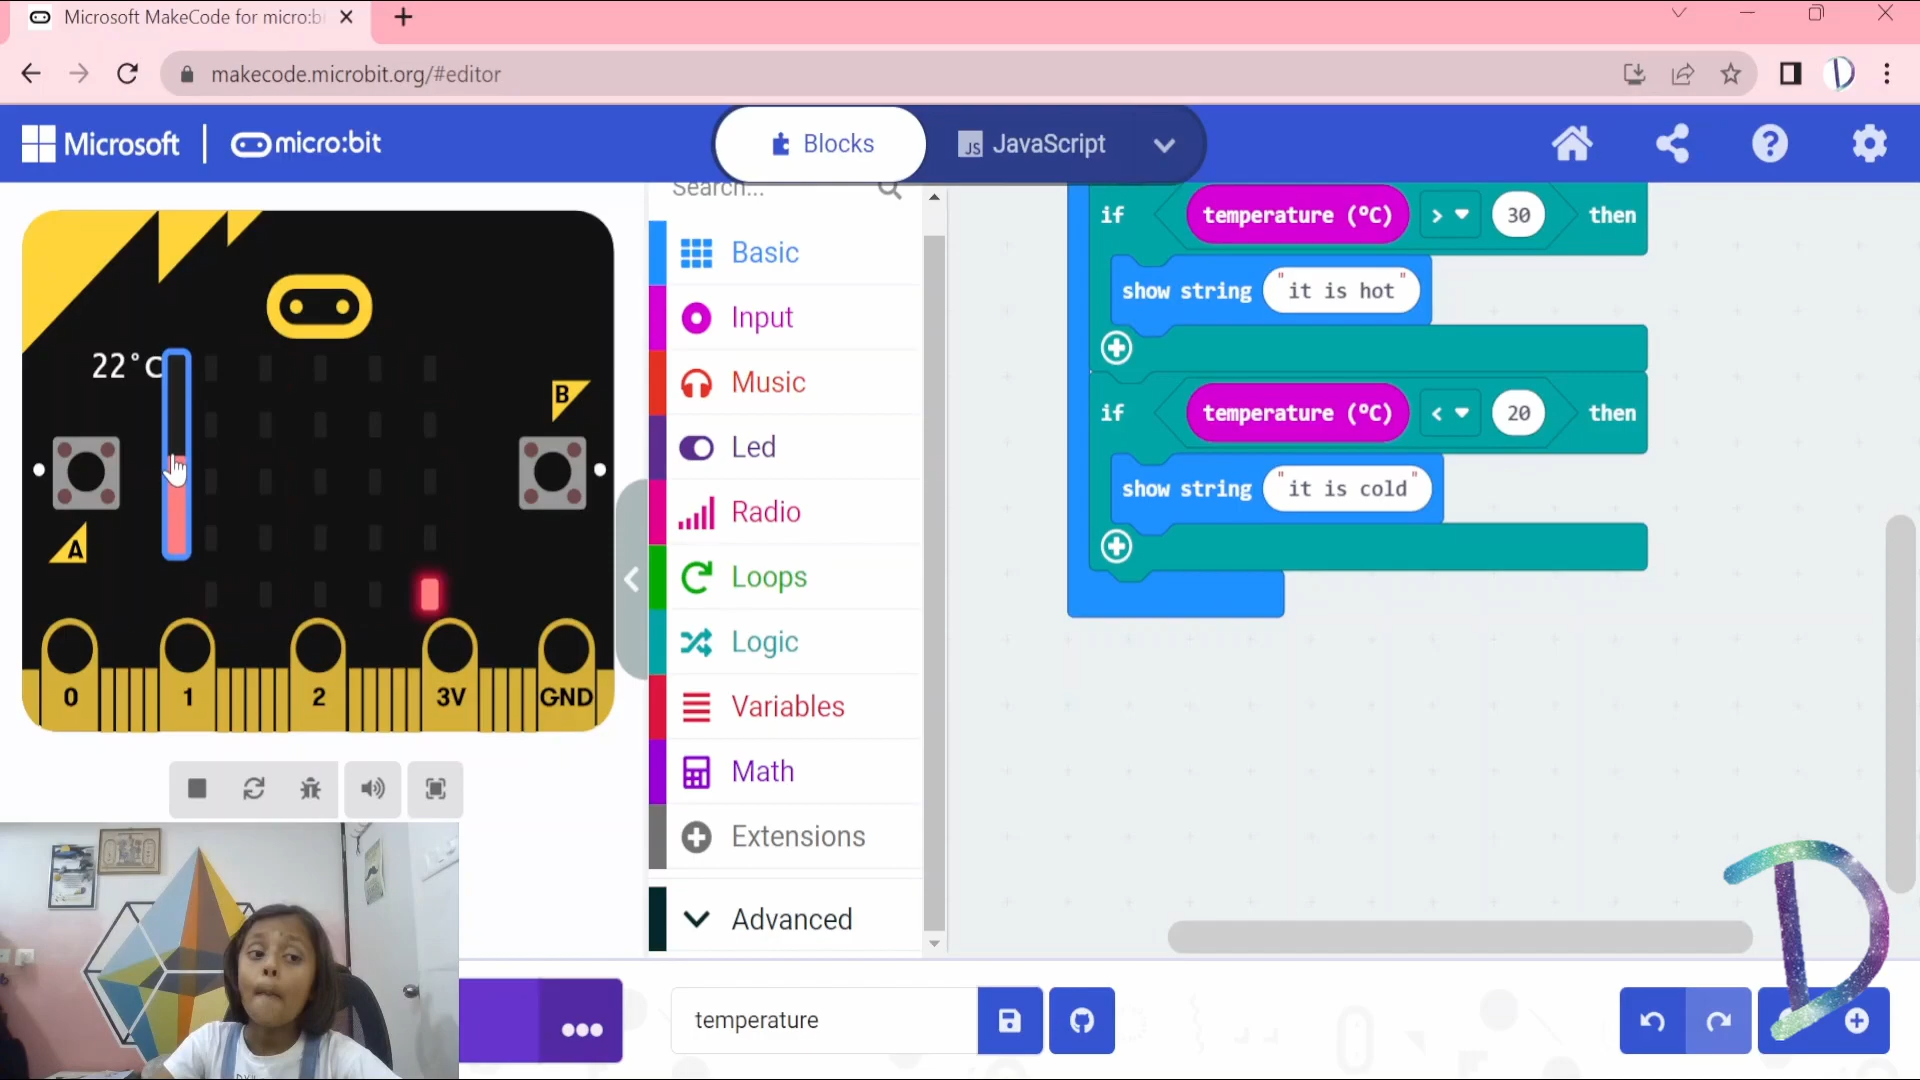 Microsoft MakeCode for micro:bi
makecode.microbit.org/#editor
Microsoft
micro:bit
Blocks
JS JavaScript
Search...
22°C
A
B
0
1
2
3V
GND
Basic
Input
Music
Led
Radio
Loops
Logic
Variables
Math
Extensions
Advanced
if temperature (°C) > 30 then
show string "it is hot"
if temperature (°C) < 20 then
show string "it is cold"
temperature
D